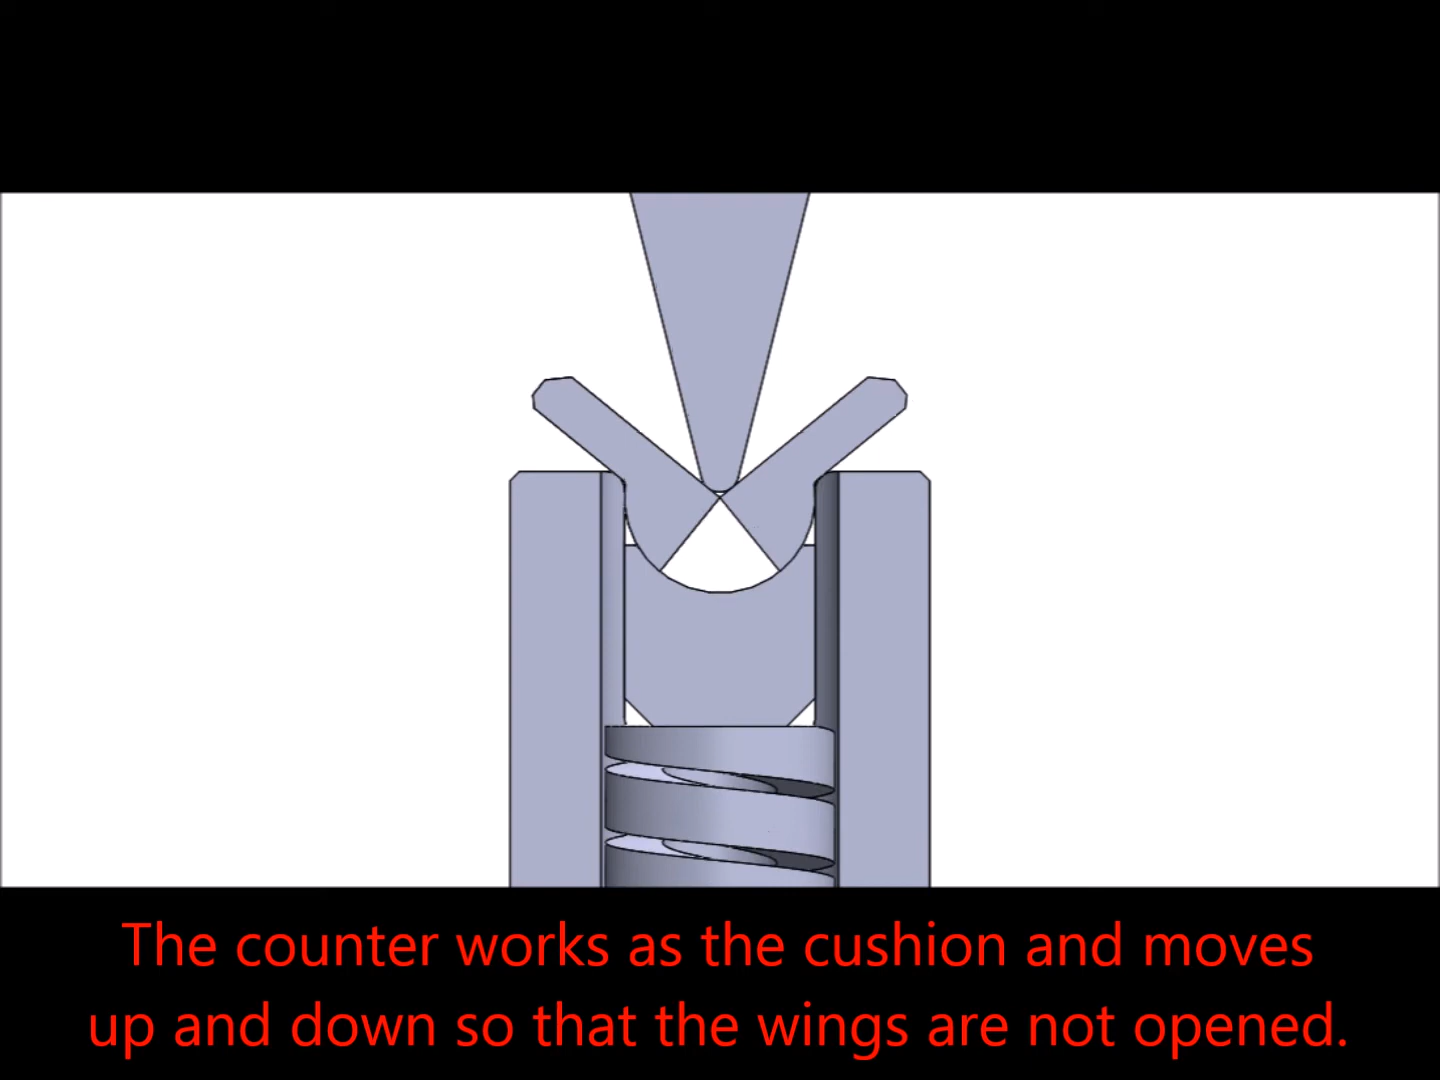 The counter works as the cushion and moves
up and down so that the wings are not opened.